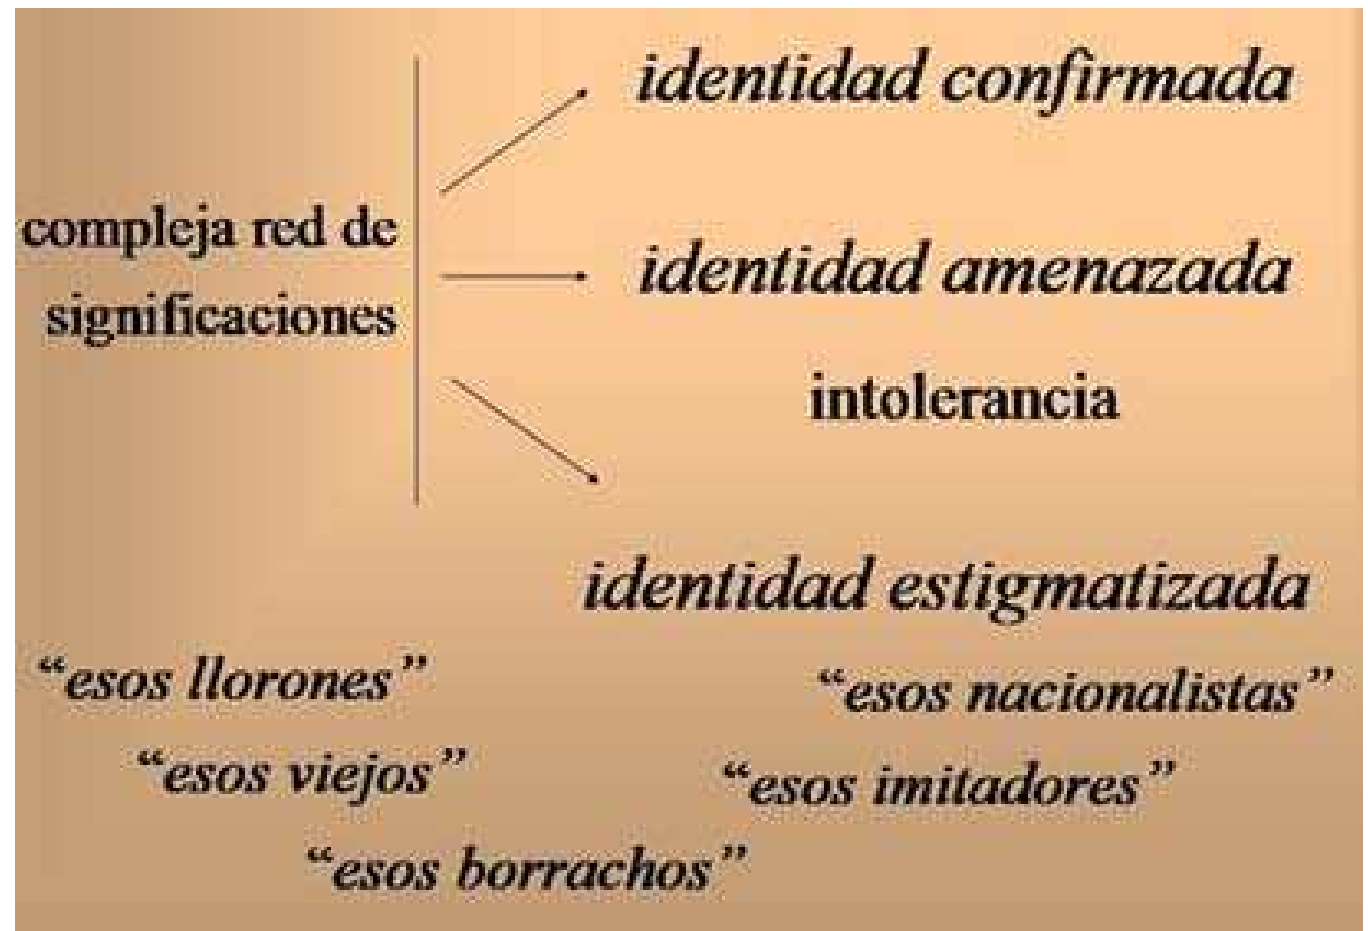 identidad confirmada
compleja red de
significaciones
identidad amenazada
intolerancia
identidad estigmatizada
“esos llorones”
“esos nacionalistas”
“esos viejos”
“esos imitadores”
“esos borrachos”